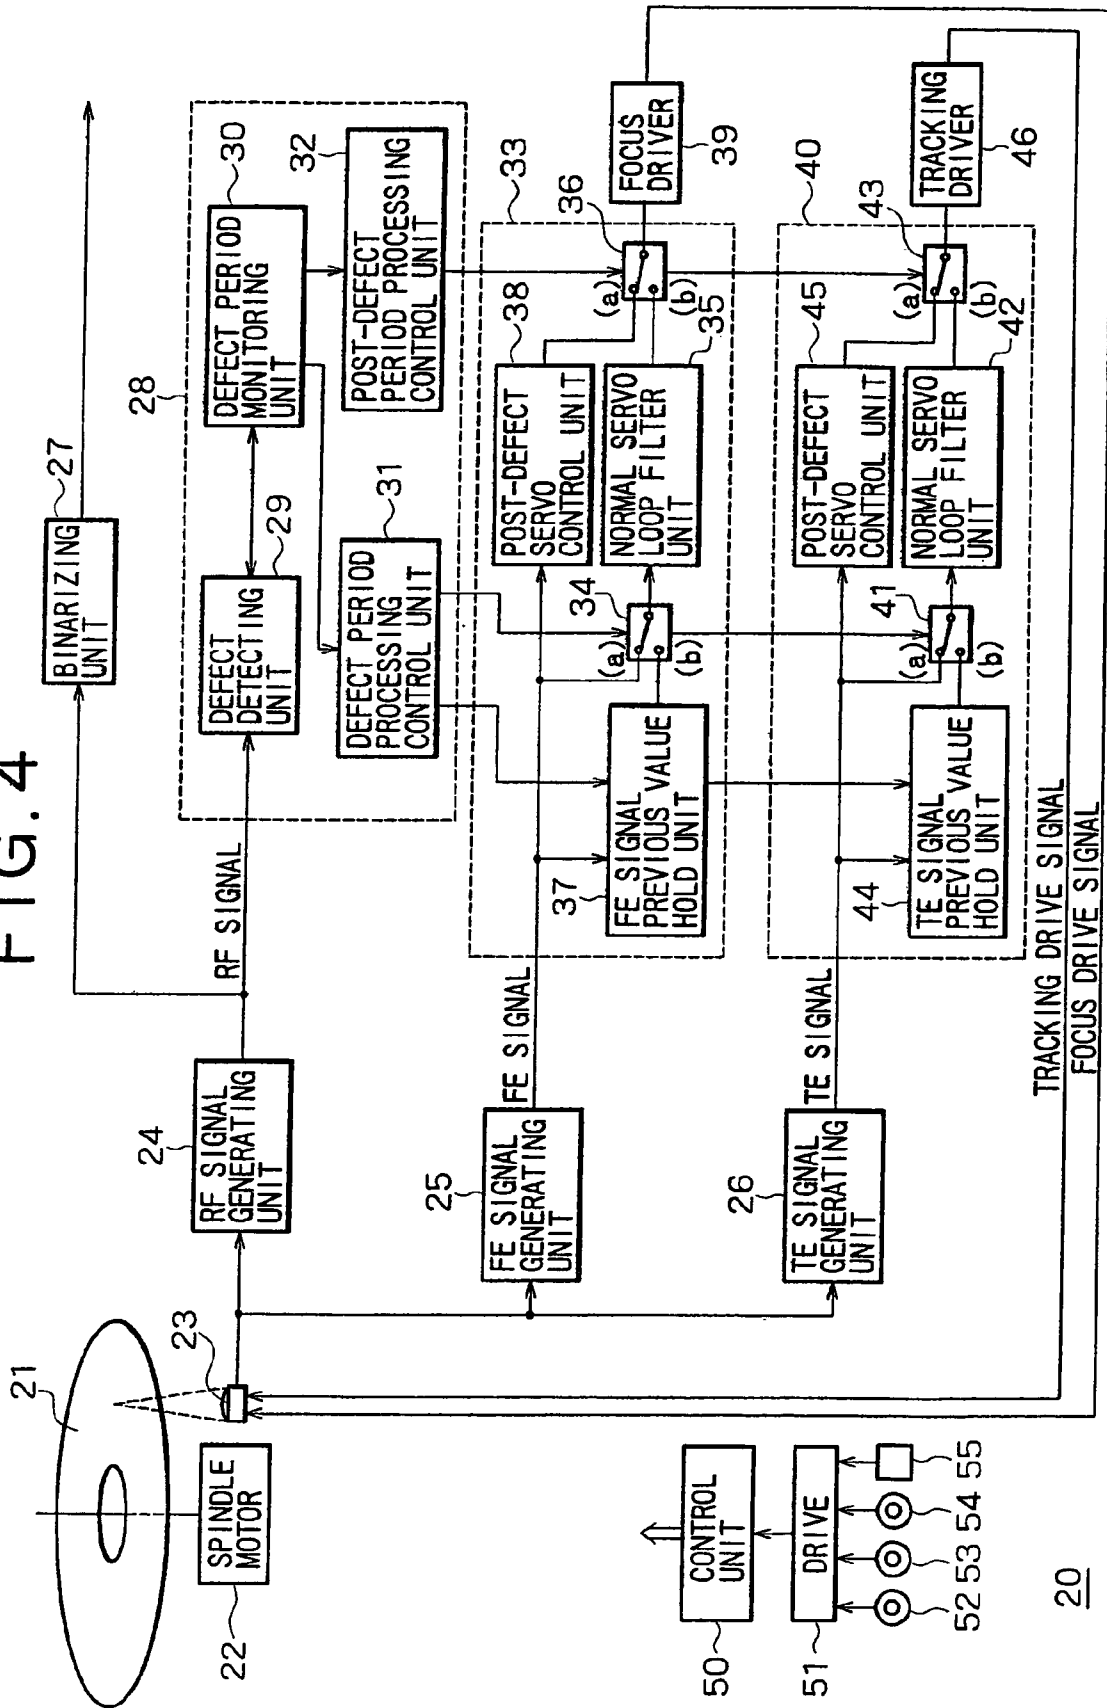 FIG. 4
21
23
SPINDLE
MOTOR
22
24
RF SIGNAL
GENERATING
UNIT
RF SIGNAL
BINARIZING
UNIT
27
28
DEFECT
DETECTING
UNIT
29
DEFECT PERIOD
MONITORING
UNIT
30
DEFECT PERIOD
PROCESSING
CONTROL UNIT
31
POST-DEFECT
PERIOD PROCESSING
CONTROL UNIT
32
25
FE SIGNAL
GENERATING
UNIT
FE SIGNAL
33
37
FE SIGNAL
PREVIOUS VALUE
HOLD UNIT
34
(a)
(b)
POST-DEFECT
SERVO
CONTROL UNIT
38
NORMAL SERVO
LOOP FILTER
UNIT
35
36
(a)
(b)
FOCUS
DRIVER
39
26
TE SIGNAL
GENERATING
UNIT
TE SIGNAL
40
44
TE SIGNAL
PREVIOUS VALUE
HOLD UNIT
41
(a)
(b)
POST-DEFECT
SERVO
CONTROL UNIT
45
NORMAL SERVO
LOOP FILTER
UNIT
42
43
(a)
(b)
TRACKING
DRIVER
46
TRACKING DRIVE SIGNAL
FOCUS DRIVE SIGNAL
CONTROL
UNIT
50
DRIVE
51
52
53
54
55
20